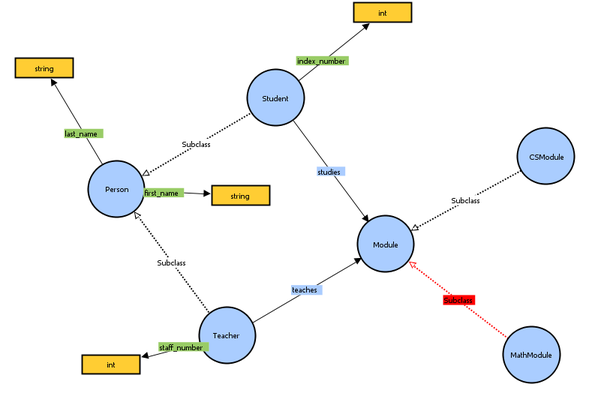 int
index_number
string
Student
last_name
Subclass
CSModule
studies
Person
first_name
string
Subclass
Module
Subclass
teaches
Subclass
Teacher
staff_number
MathModule
int